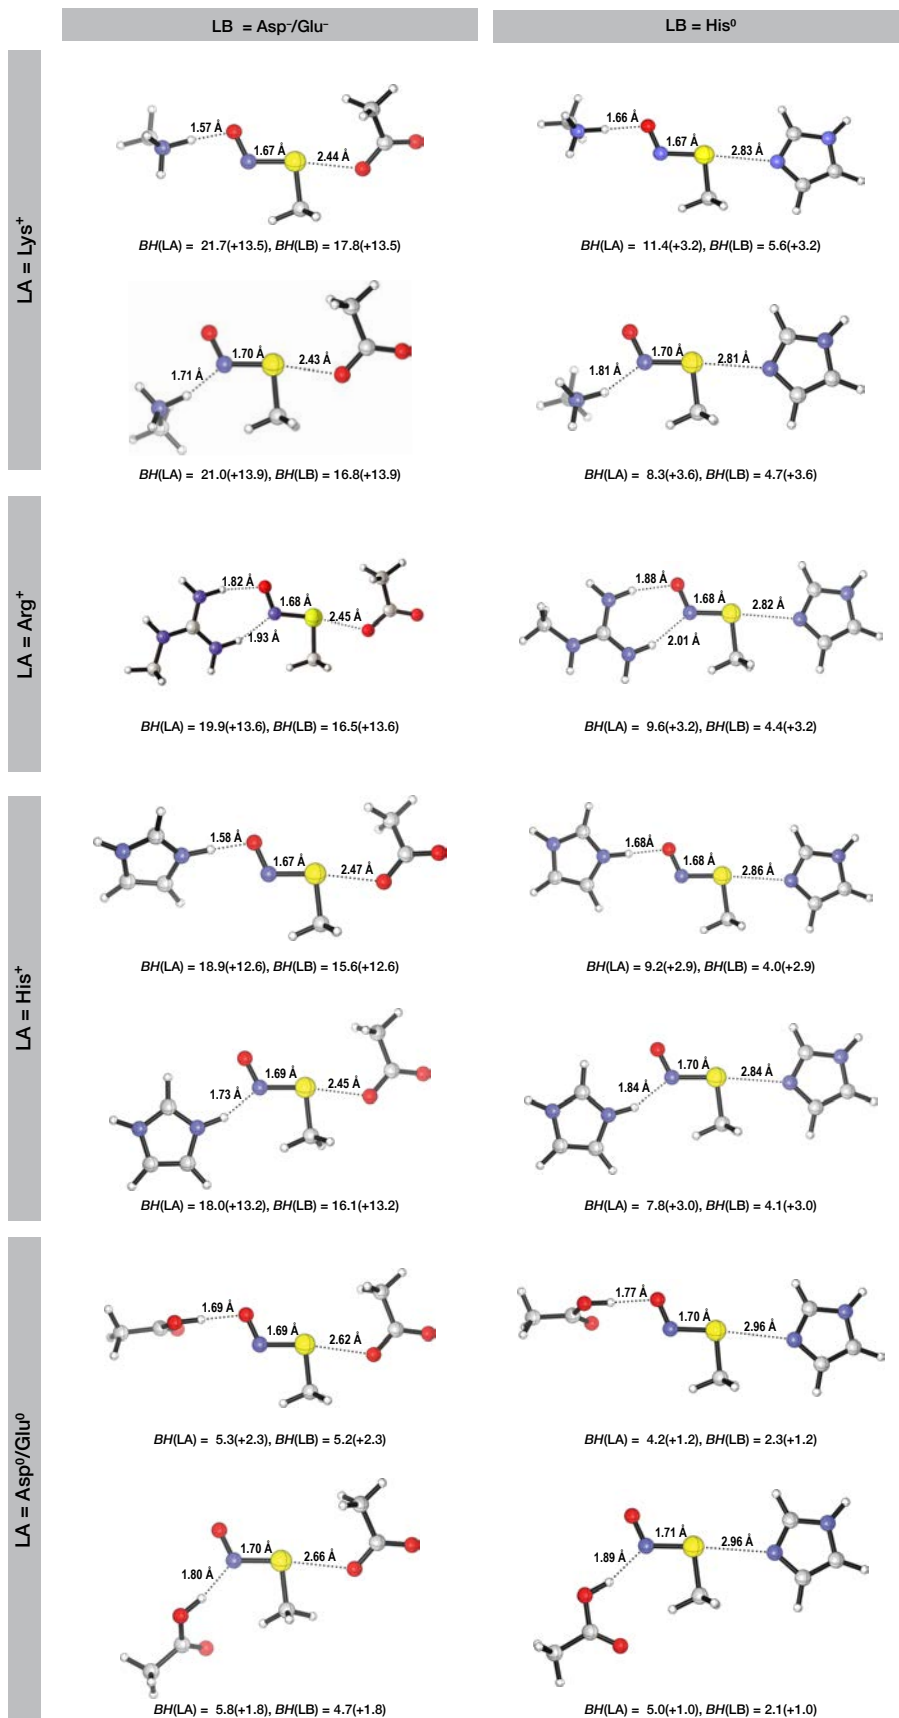 LB = Asp⁻/Glu⁻
LB = His⁰
LA = Lys⁺
1.57 Å
1.67 Å
2.44 Å
BH(LA) = 21.7(+13.5), BH(LB) = 17.8(+13.5)
1.66 Å
1.67 Å
2.83 Å
BH(LA) = 11.4(+3.2), BH(LB) = 5.6(+3.2)
1.70 Å
2.43 Å
1.71 Å
BH(LA) = 21.0(+13.9), BH(LB) = 16.8(+13.9)
1.70 Å
2.81 Å
1.81 Å
BH(LA) = 8.3(+3.6), BH(LB) = 4.7(+3.6)
LA = Arg⁺
1.82 Å
1.68 Å
2.45 Å
1.93 Å
BH(LA) = 19.9(+13.6), BH(LB) = 16.5(+13.6)
1.88 Å
1.68 Å
2.82 Å
2.01 Å
BH(LA) = 9.6(+3.2), BH(LB) = 4.4(+3.2)
LA = His⁺
1.58 Å
1.67 Å
2.47 Å
BH(LA) = 18.9(+12.6), BH(LB) = 15.6(+12.6)
1.68Å
1.68 Å
2.86 Å
BH(LA) = 9.2(+2.9), BH(LB) = 4.0(+2.9)
1.69 Å
2.45 Å
1.73 Å
BH(LA) = 18.0(+13.2), BH(LB) = 16.1(+13.2)
1.70 Å
2.84 Å
1.84 Å
BH(LA) = 7.8(+3.0), BH(LB) = 4.1(+3.0)
LA = Asp⁰/Glu⁰
1.69 Å
1.69 Å
2.62 Å
BH(LA) = 5.3(+2.3), BH(LB) = 5.2(+2.3)
1.77 Å
1.70 Å
2.96 Å
BH(LA) = 4.2(+1.2), BH(LB) = 2.3(+1.2)
1.70 Å
2.66 Å
1.80 Å
BH(LA) = 5.8(+1.8), BH(LB) = 4.7(+1.8)
1.71 Å
2.96 Å
1.89 Å
BH(LA) = 5.0(+1.0), BH(LB) = 2.1(+1.0)